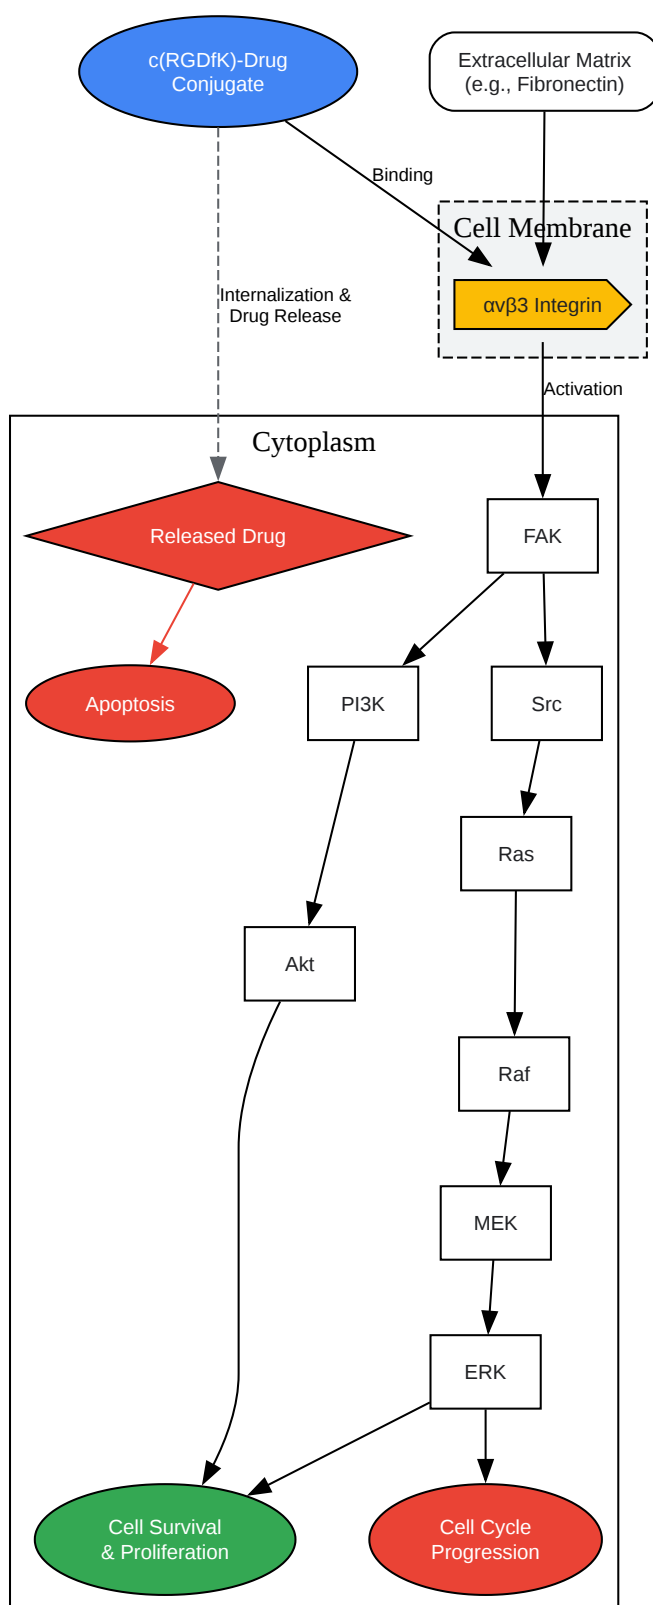 c(RGDfK)-Drug
Conjugate
Extracellular Matrix
(e.g., Fibronectin)
Binding
Cell Membrane
αvβ3 Integrin
Internalization &
Drug Release
Activation
Cytoplasm
Released Drug
FAK
Apoptosis
PI3K
Src
Ras
Akt
Raf
MEK
ERK
Cell Survival
& Proliferation
Cell Cycle
Progression